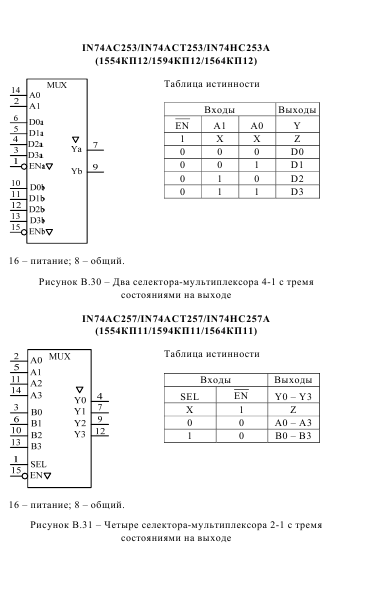 IN74AC253/IN74ACT253/IN74HC253A
(1554КП12/1594КП12/1564КП12)
MUX
14 A0
2 A1
6 D0a
5 D1a
4 D2a
3 D3a
1 ENa
10 D0b
11 D1b
12 D2b
13 D3b
15 ENb
Ya 7
Yb 9
Таблица истинности
Входы Выходы
EN A1 A0 Y
1 X X Z
0 0 0 D0
0 0 1 D1
0 1 0 D2
0 1 1 D3
16 – питание; 8 – общий.
Рисунок В.30 – Два селектора-мультиплексора 4-1 с тремя
состояниями на выходе
IN74AC257/IN74ACT257/IN74HC257A
(1554КП11/1594КП11/1564КП11)
MUX
2 A0
5 A1
11 A2
14 A3
3 B0
6 B1
10 B2
13 B3
1 SEL
15 EN
Y0 4
Y1 7
Y2 9
Y3 12
Таблица истинности
Входы Выходы
SEL EN Y0 – Y3
X 1 Z
0 0 A0 – A3
1 0 B0 – B3
16 – питание; 8 – общий.
Рисунок В.31 – Четыре селектора-мультиплексора 2-1 с тремя
состояниями на выходе